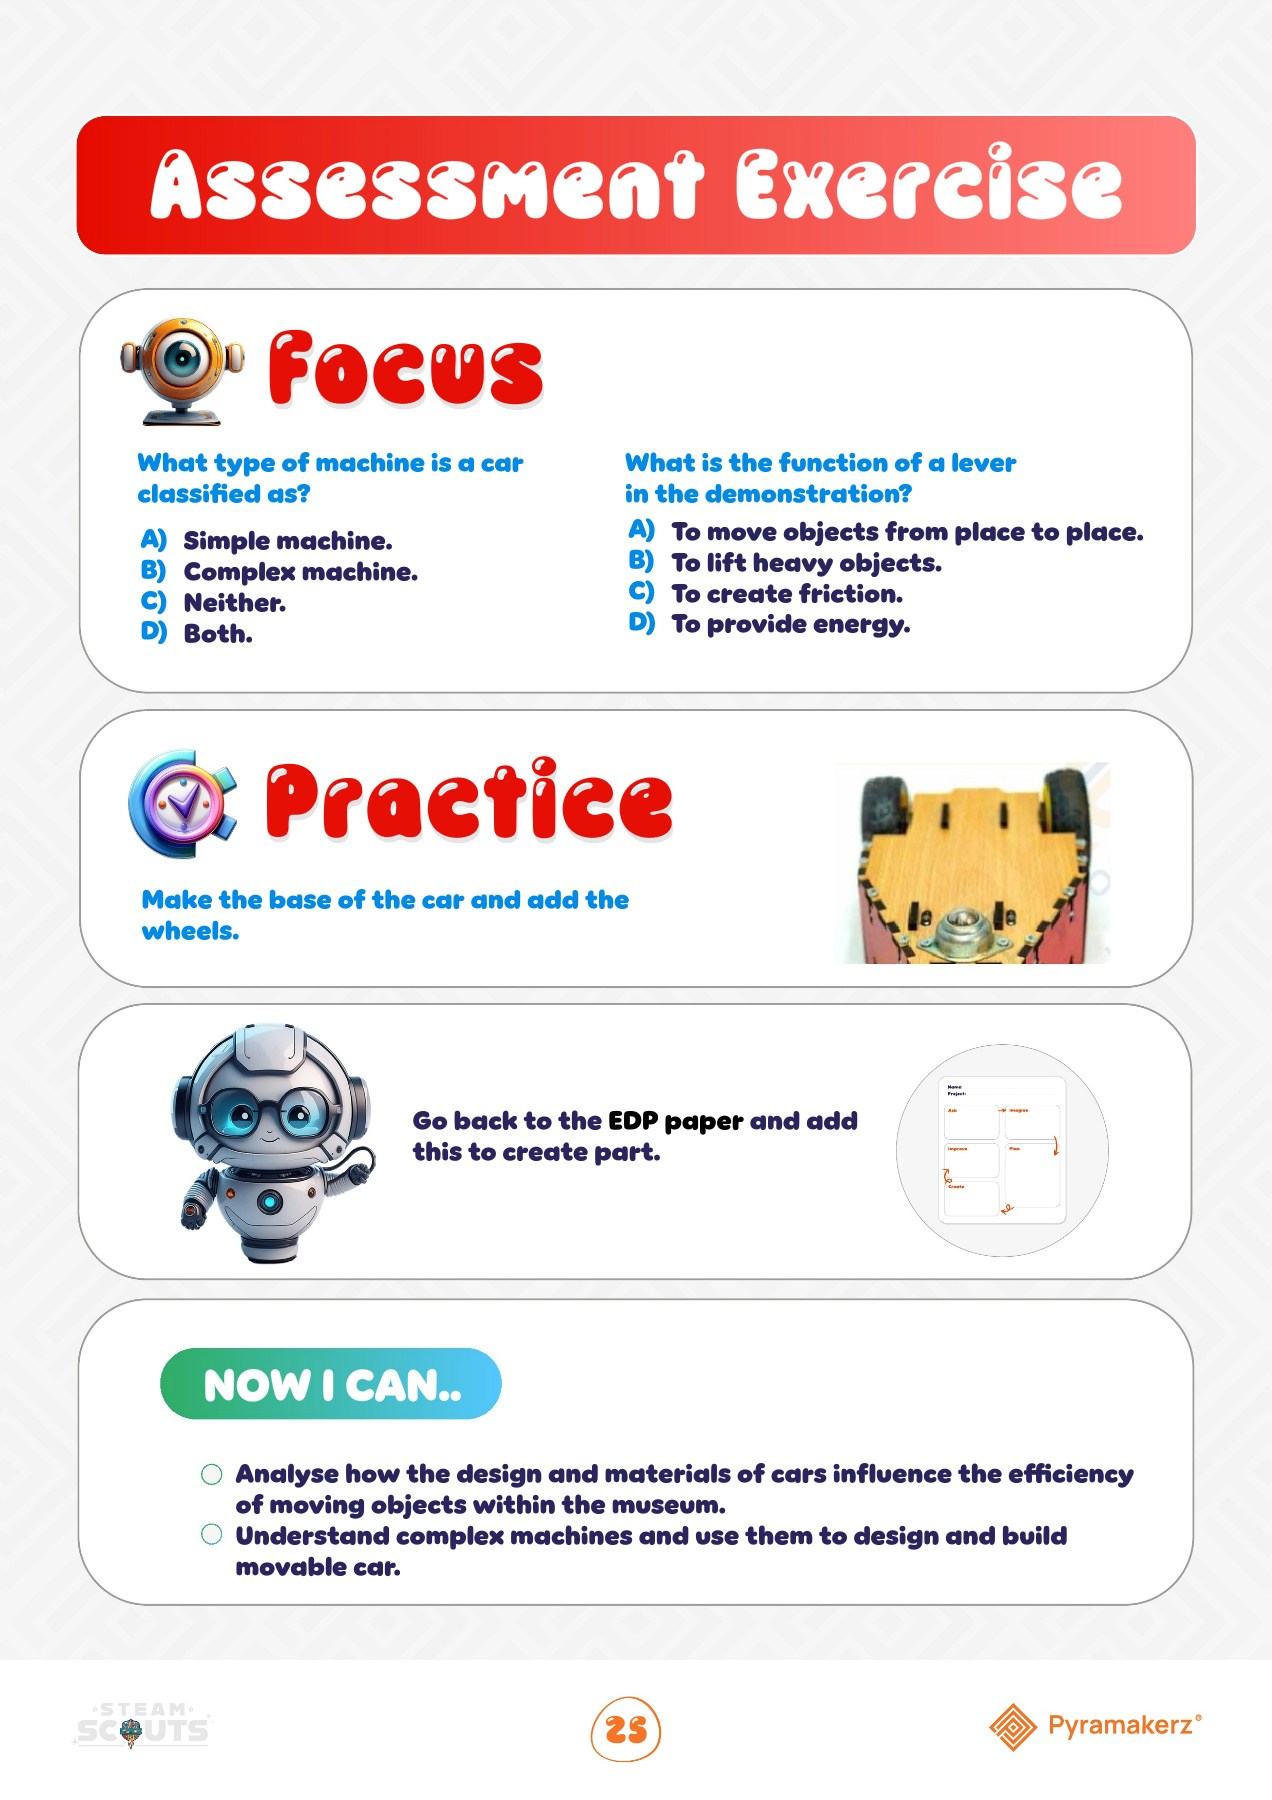 Assessment Exercise
Focus
What type of machine is a car
classified as?
A) Simple machine.
B) Complex machine.
C) Neither.
D) Both.
What is the function of a lever
in the demonstration?
A) To move objects from place to place.
B) To lift heavy objects.
C) To create friction.
D) To provide energy.
Practice
Make the base of the car and add the
wheels.
Go back to the EDP paper and add
this to create part.
Name:
Project:
Ask
Imagine
Improve
Plan
Create
NOW I CAN..
Analyse how the design and materials of cars influence the efficiency
of moving objects within the museum.
Understand complex machines and use them to design and build
movable car.
STEAM
SCOUTS
25
Pyramakerz®